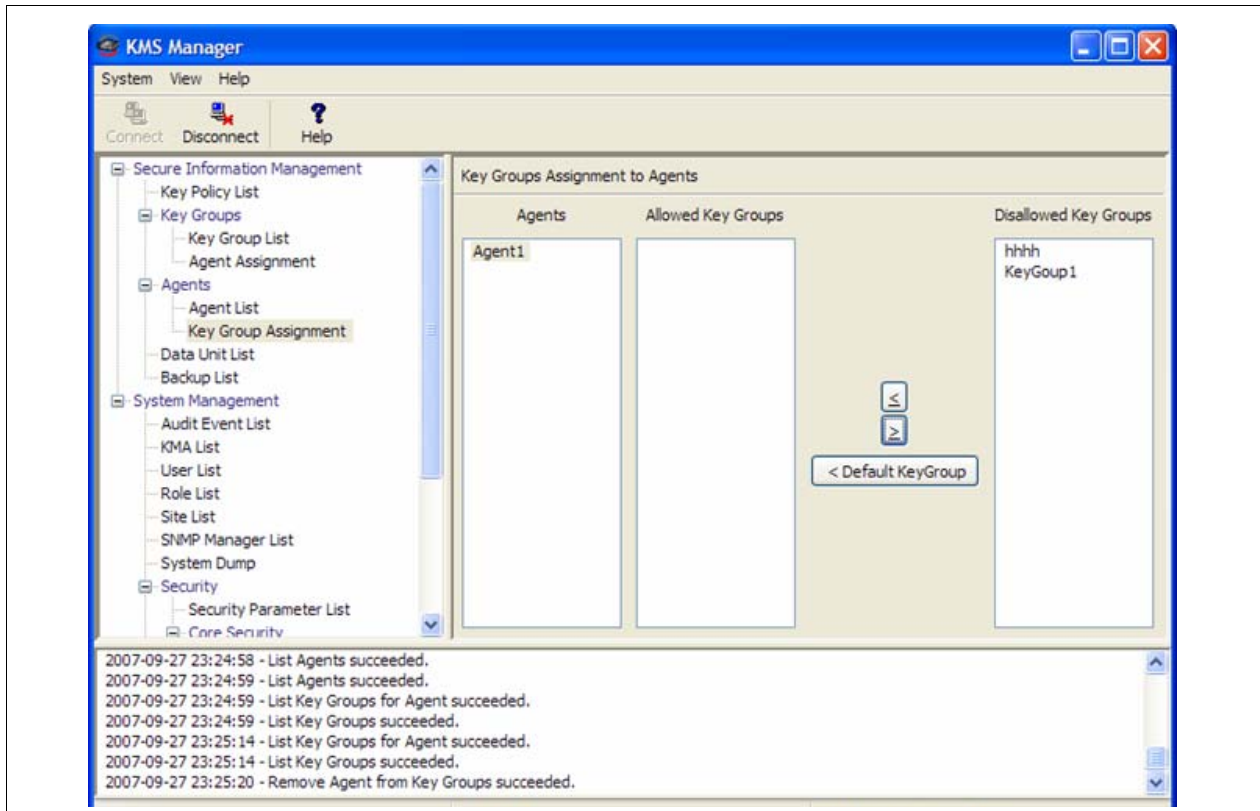 KMS Manager
System View Help
Connect Disconnect Help
Secure Information Management
Key Policy List
Key Groups
Key Group List
Agent Assignment
Agents
Agent List
Key Group Assignment
Data Unit List
Backup List
System Management
Audit Event List
KMA List
User List
Role List
Site List
SNMP Manager List
System Dump
Security
Security Parameter List
Core Security
Key Groups Assignment to Agents
Agents Allowed Key Groups Disallowed Key Groups
Agent1
hhhh
KeyGoup1
<
>
< Default KeyGroup
2007-09-27 23:24:58 - List Agents succeeded.
2007-09-27 23:24:59 - List Agents succeeded.
2007-09-27 23:24:59 - List Key Groups for Agent succeeded.
2007-09-27 23:24:59 - List Key Groups succeeded.
2007-09-27 23:25:14 - List Key Groups for Agent succeeded.
2007-09-27 23:25:14 - List Key Groups succeeded.
2007-09-27 23:25:20 - Remove Agent from Key Groups succeeded.